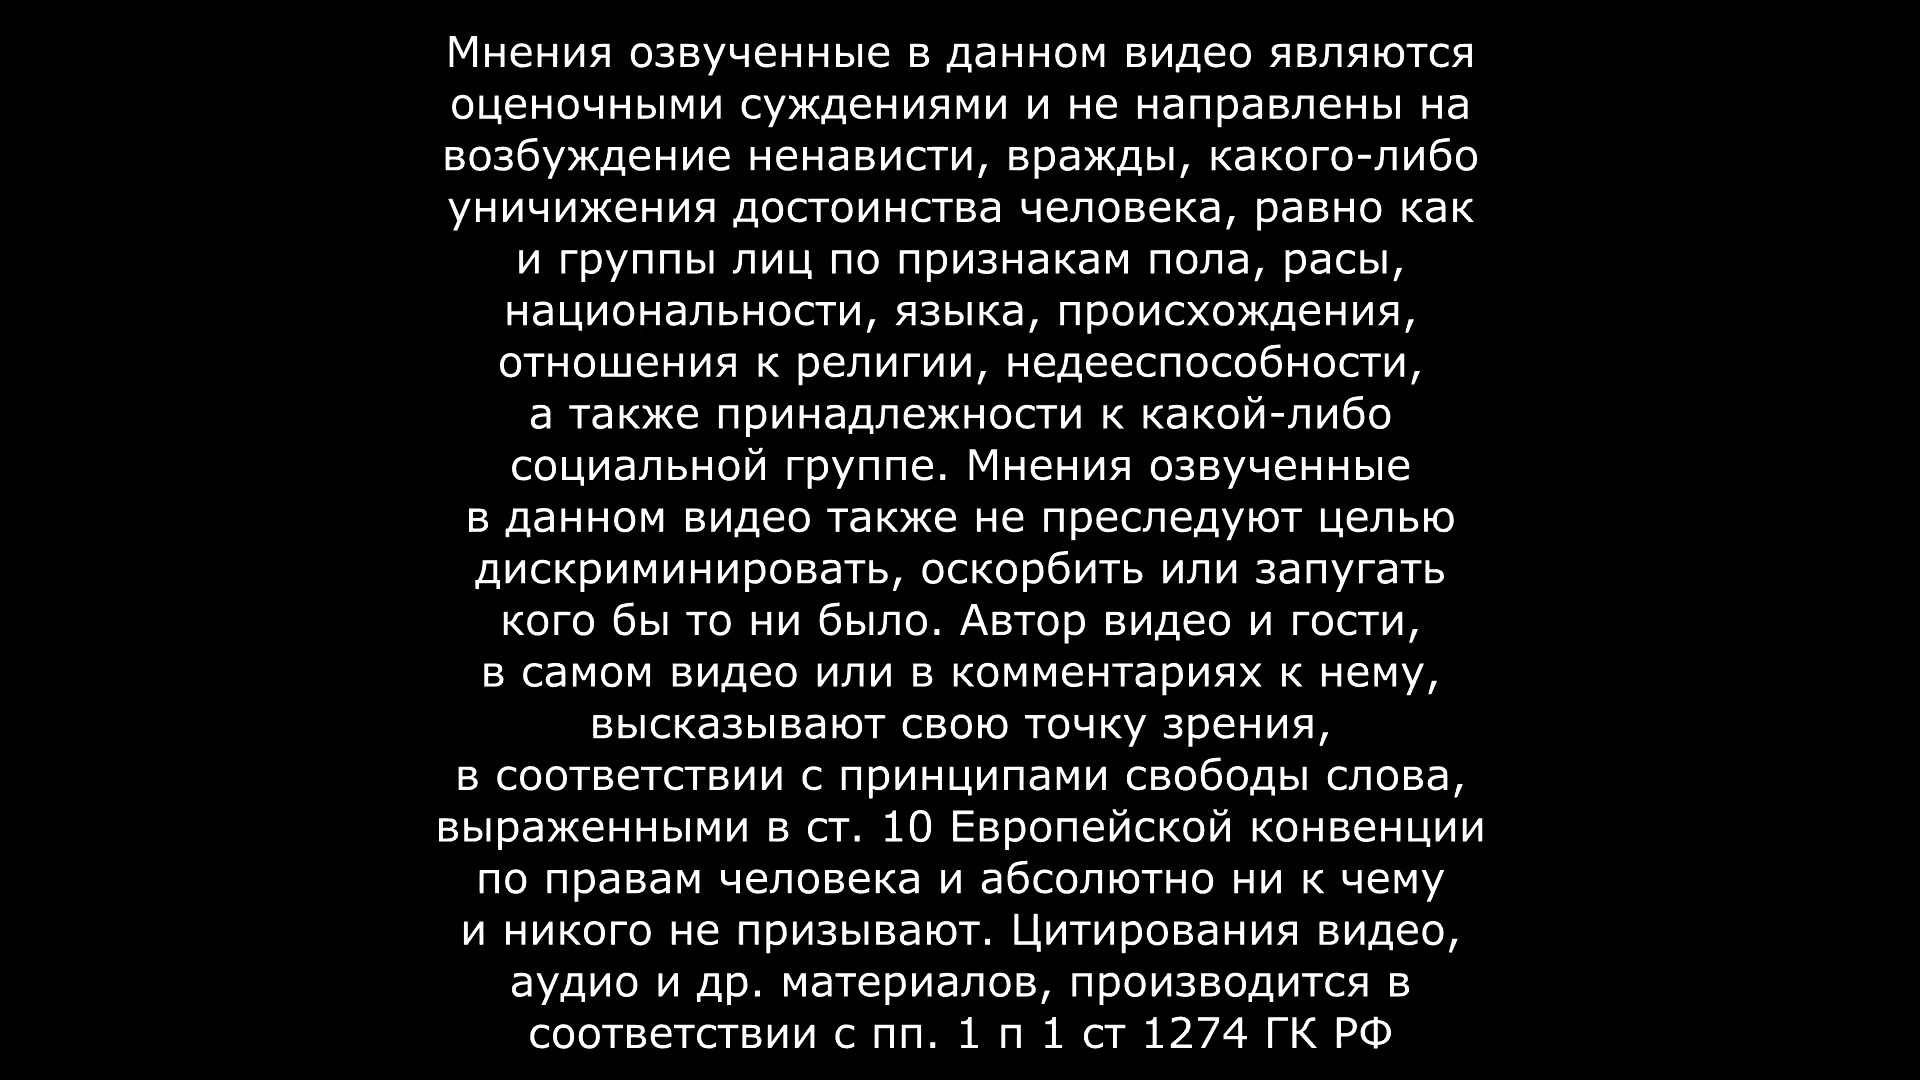 Мнения озвученные в данном видео являются
оценочными суждениями и не направлены на
возбуждение ненависти, вражды, какого-либо
уничижения достоинства человека, равно как
и группы лиц по признакам пола, расы,
национальности, языка, происхождения,
отношения к религии, недееспособности,
а также принадлежности к какой-либо
социальной группе. Мнения озвученные
в данном видео также не преследуют целью
дискриминировать, оскорбить или запугать
кого бы то ни было. Автор видео и гости,
в самом видео или в комментариях к нему,
высказывают свою точку зрения,
в соответствии с принципами свободы слова,
выраженными в ст. 10 Европейской конвенции
по правам человека и абсолютно ни к чему
и никого не призывают. Цитирования видео,
аудио и др. материалов, производится в
соответствии с пп. 1 п 1 ст 1274 ГК РФ